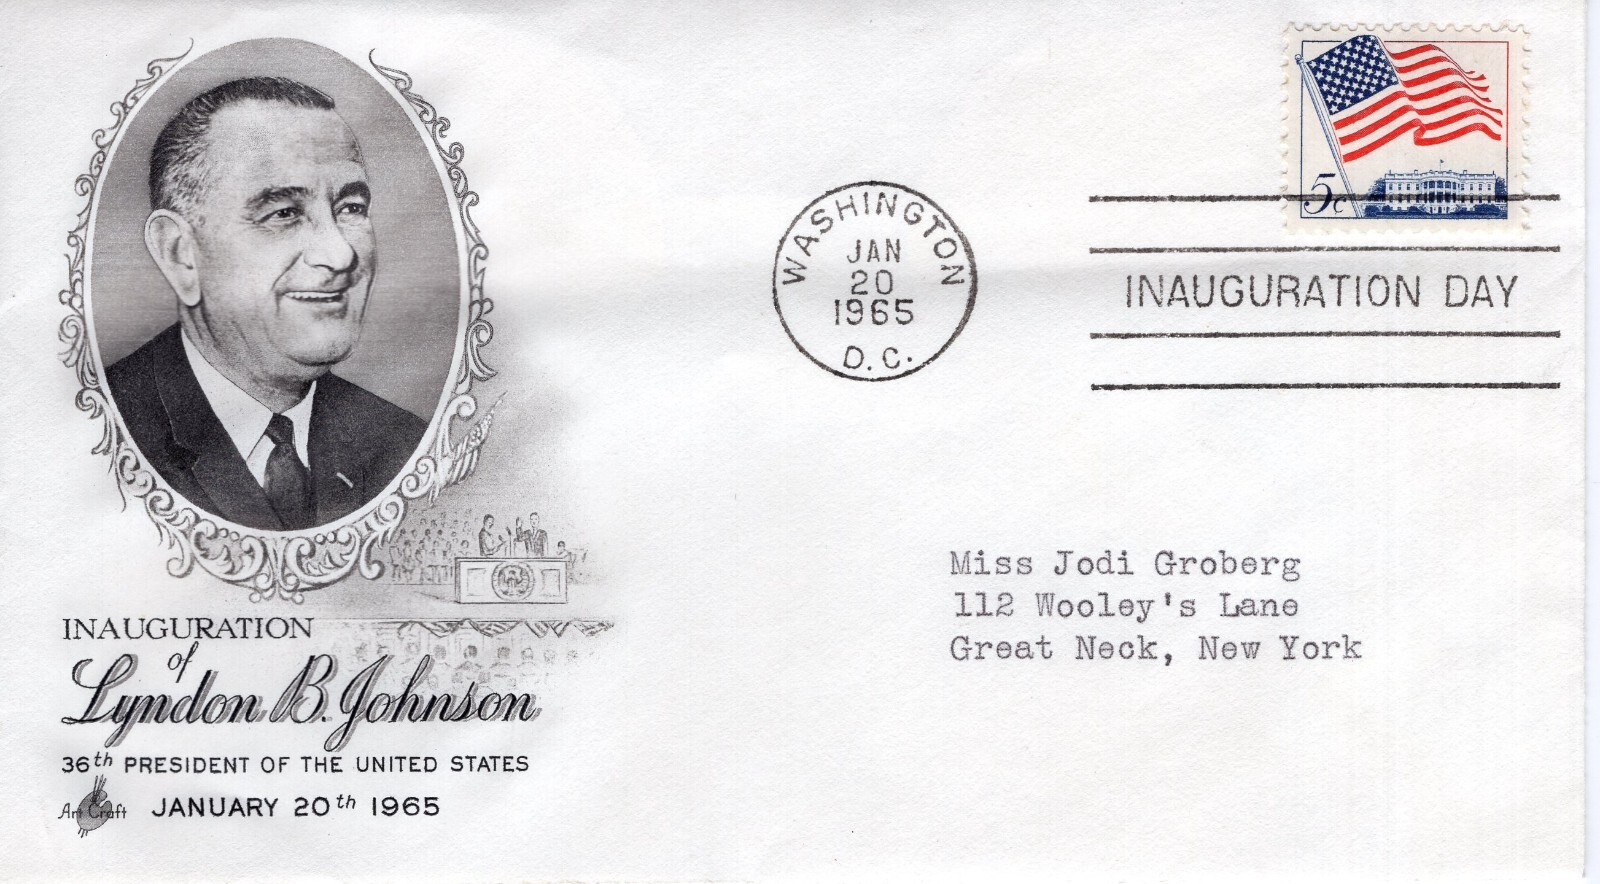 INAUGURATION
of
Lyndon B. Johnson
36th PRESIDENT OF THE UNITED STATES
Art Craft JANUARY 20th 1965
WASHINGTON
JAN
20
1965
D.C.
5c
INAUGURATION DAY
Miss Jodi Groberg
112 Wooley's Lane
Great Neck, New York